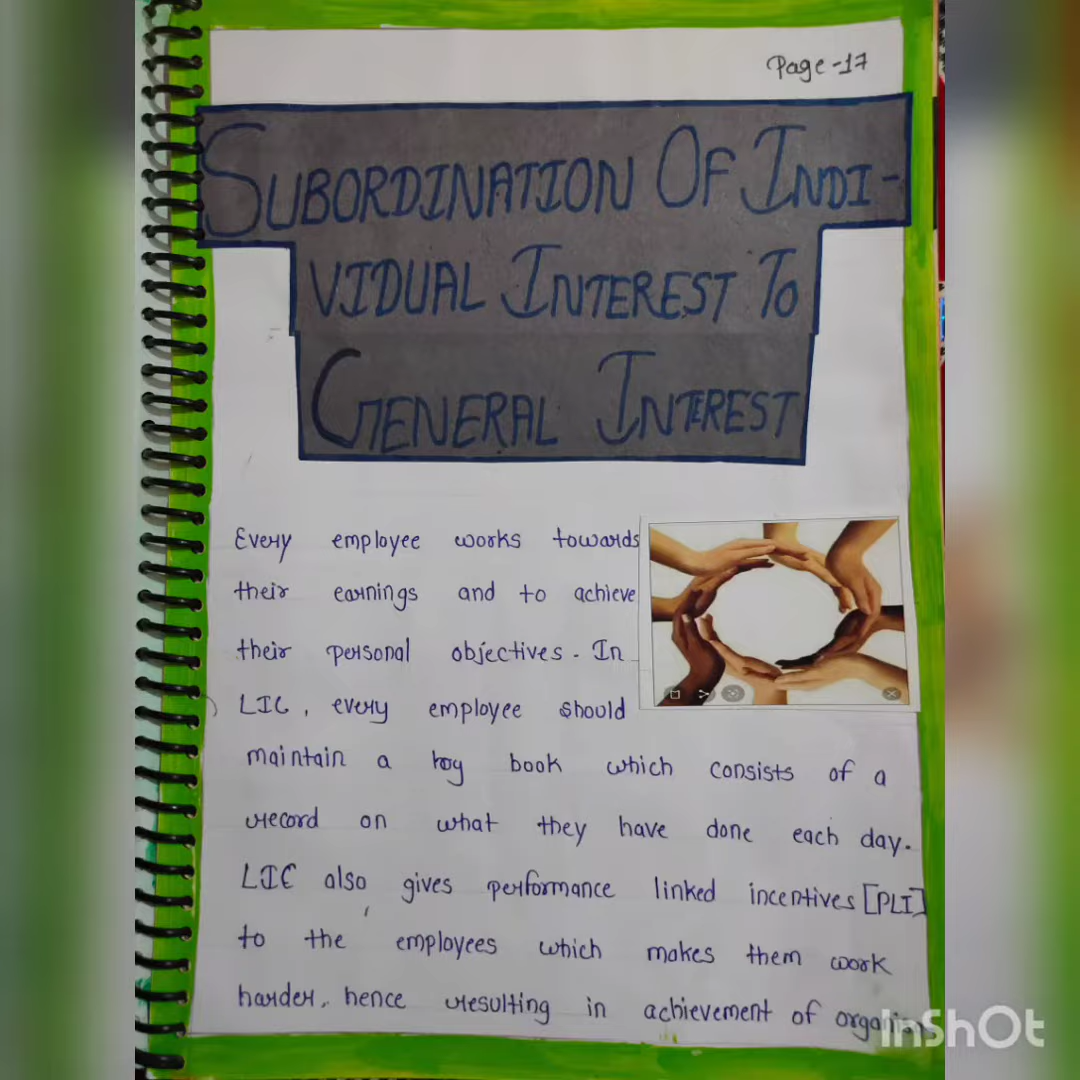 Page-17
SUBORDINATION OF INDI-
VIDUAL INTEREST TO
GENERAL INTEREST
Every employee works towards
their earnings and to achieve
their personal objectives. In
LIC, every employee should
maintain a book which consists of a
record on what they have done each day.
LIC also gives performance linked incentives [PLI]
to the employees which makes them work
harder, hence resulting in achievement of
InShOt